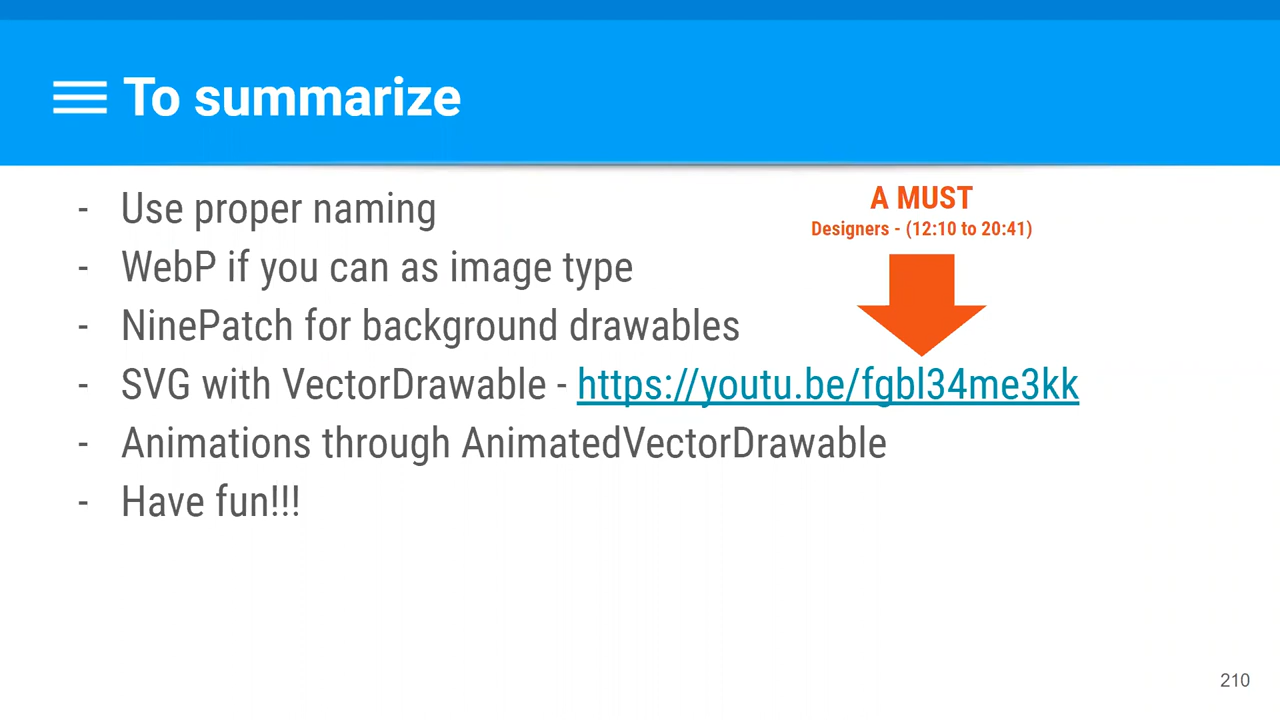 To summarize
- Use proper naming
- WebP if you can as image type
- NinePatch for background drawables
A MUST
Designers - (12:10 to 20:41)
- SVG with VectorDrawable - https://youtu.be/fgbl34me3kk
- Animations through AnimatedVectorDrawable
- Have fun!!!
210